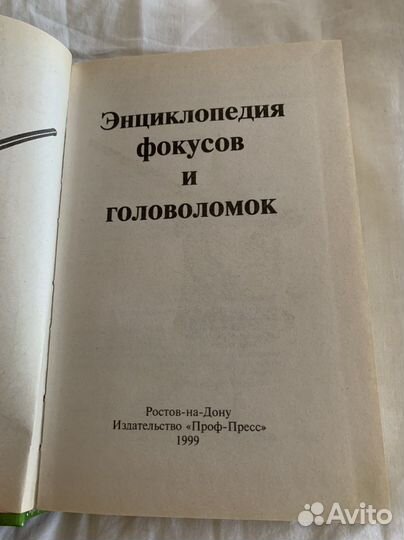 Энциклопедия
фокусов
и
головоломок
Ростов-на-Дону
Издательство «Проф-Пресс»
1999
Avito